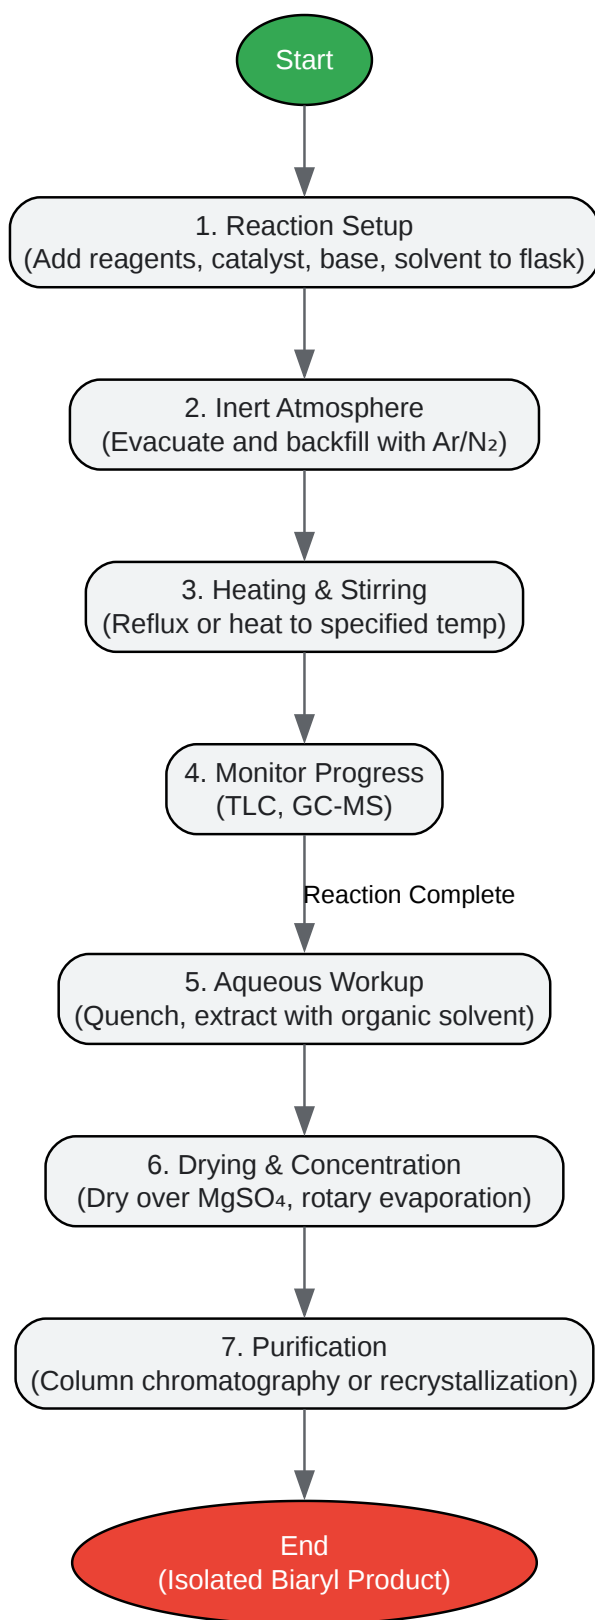 Start
1. Reaction Setup
(Add reagents, catalyst, base, solvent to flask)
2. Inert Atmosphere
(Evacuate and backfill with Ar/N₂)
3. Heating & Stirring
(Reflux or heat to specified temp)
4. Monitor Progress
(TLC, GC-MS)
Reaction Complete
5. Aqueous Workup
(Quench, extract with organic solvent)
6. Drying & Concentration
(Dry over MgSO₄, rotary evaporation)
7. Purification
(Column chromatography or recrystallization)
End
(Isolated Biaryl Product)